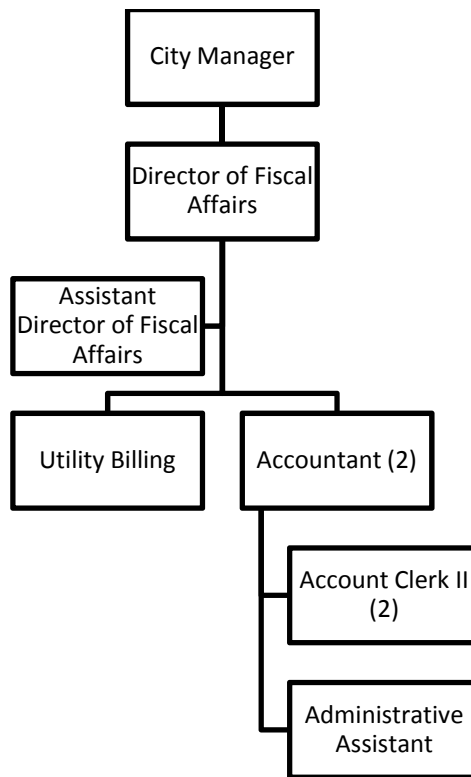 City Manager
Director of Fiscal
Affairs
Assistant
Director of Fiscal
Affairs
Utility Billing
Accountant (2)
Account Clerk II
(2)
Administrative
Assistant